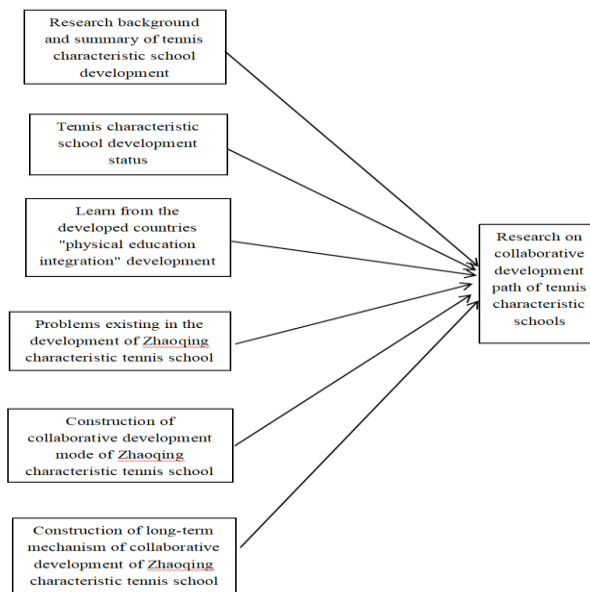 Research background
and summary of tennis
characteristic school
development
Tennis characteristic
school development
status
Learn from the
developed countries
"physical education
integration" development
Problems existing in the
development of Zhaoqing
characteristic tennis school
Construction of
collaborative development
mode of Zhaoqing
characteristic tennis school
Construction of long-term
mechanism of collaborative
development of Zhaoqing
characteristic tennis school
Research on
collaborative
development
path of tennis
characteristic
schools